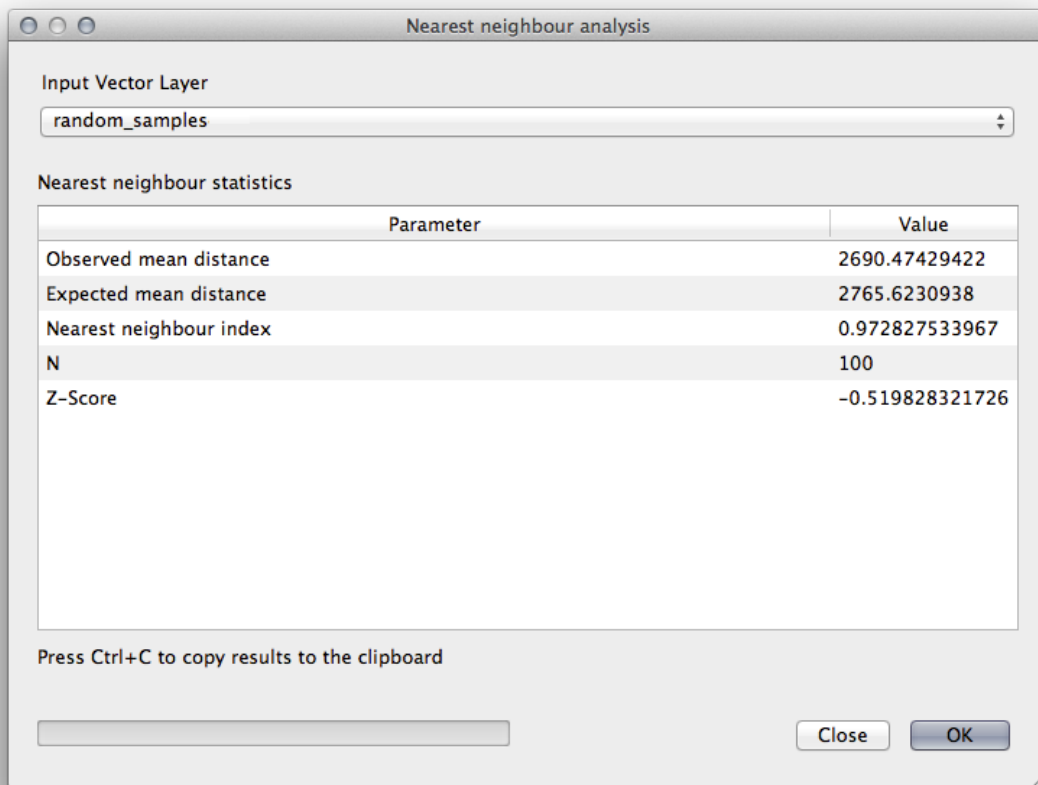 Nearest neighbour analysis
Input Vector Layer
random_samples
Nearest neighbour statistics
Parameter Value
Observed mean distance 2690.47429422
Expected mean distance 2765.6230938
Nearest neighbour index 0.972827533967
N 100
Z-Score -0.519828321726
Press Ctrl+C to copy results to the clipboard
Close OK